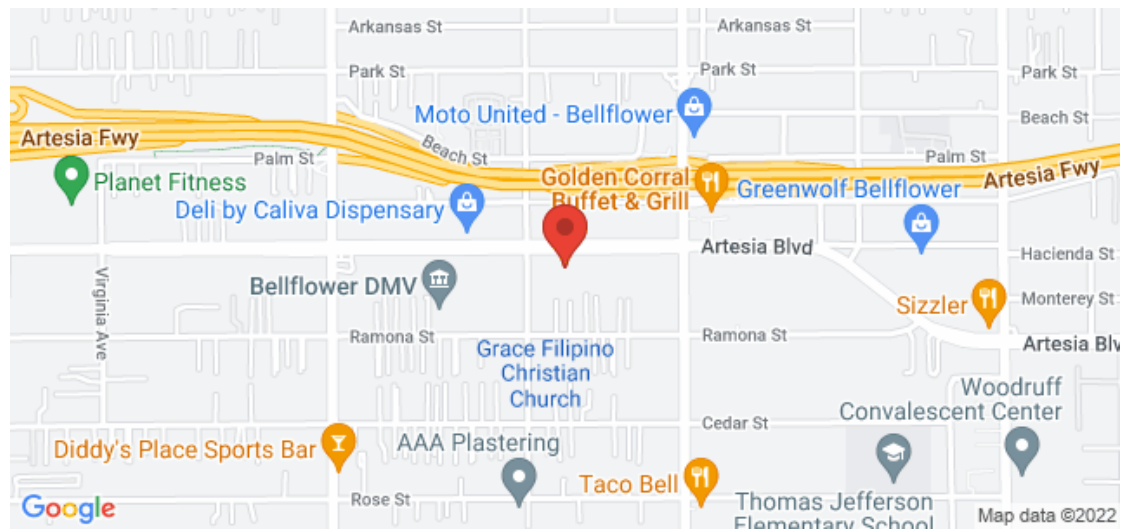 Arkansas St
Arkansas St
Park St
Park St
Park St
Moto United - Bellflower
Beach St
Artesia Fwy
Beach St
Palm St
Palm St
Artesia Fwy
Planet Fitness
Golden Corral
Buffet & Grill
Greenwolf Bellflower
Deli by Caliva Dispensary
Artesia Blvd
Hacienda St
Bellflower DMV
Virginia Ave
Sizzler
Monterey St
Ramona St
Ramona St
Artesia Blv
Grace Filipino
Christian
Church
Woodruff
Convalescent Center
Cedar St
Diddy's Place Sports Bar
AAA Plastering
Taco Bell
Rose St
Thomas Jefferson
Elementary School
Google
Map data ©2022